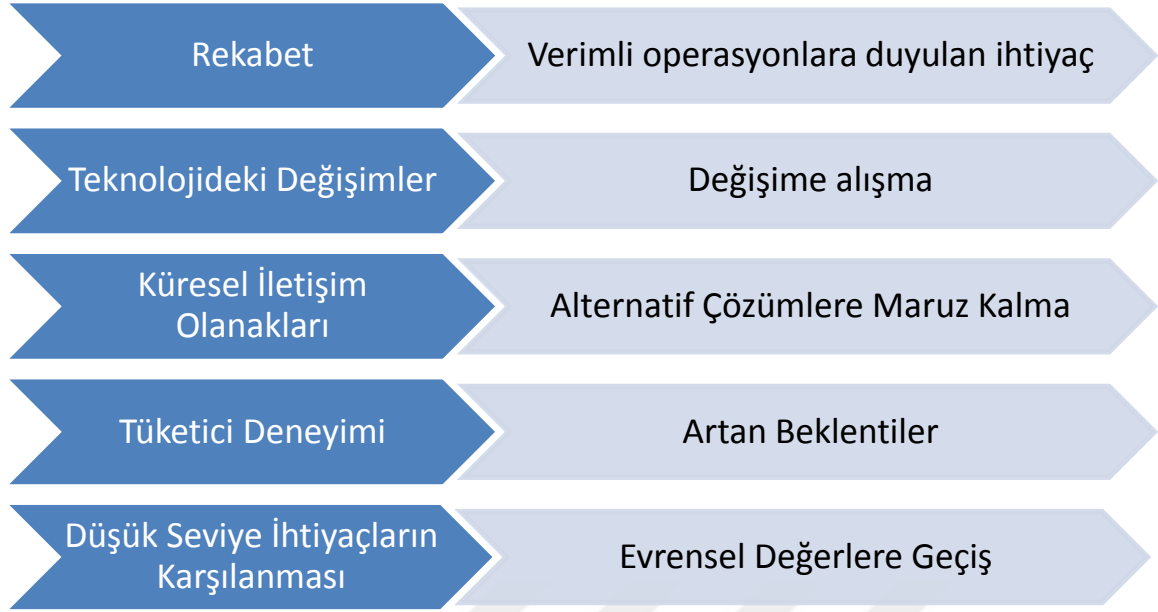 Rekabet
Verimli operasyonlara duyulan ihtiyaç
Teknolojideki Değişimler
Değişime alışma
Küresel İletişim
Olanakları
Alternatif Çözümlere Maruz Kalma
Tüketici Deneyimi
Artan Beklentiler
Düşük Seviye İhtiyaçların
Karşılanması
Evrensel Değerlere Geçiş